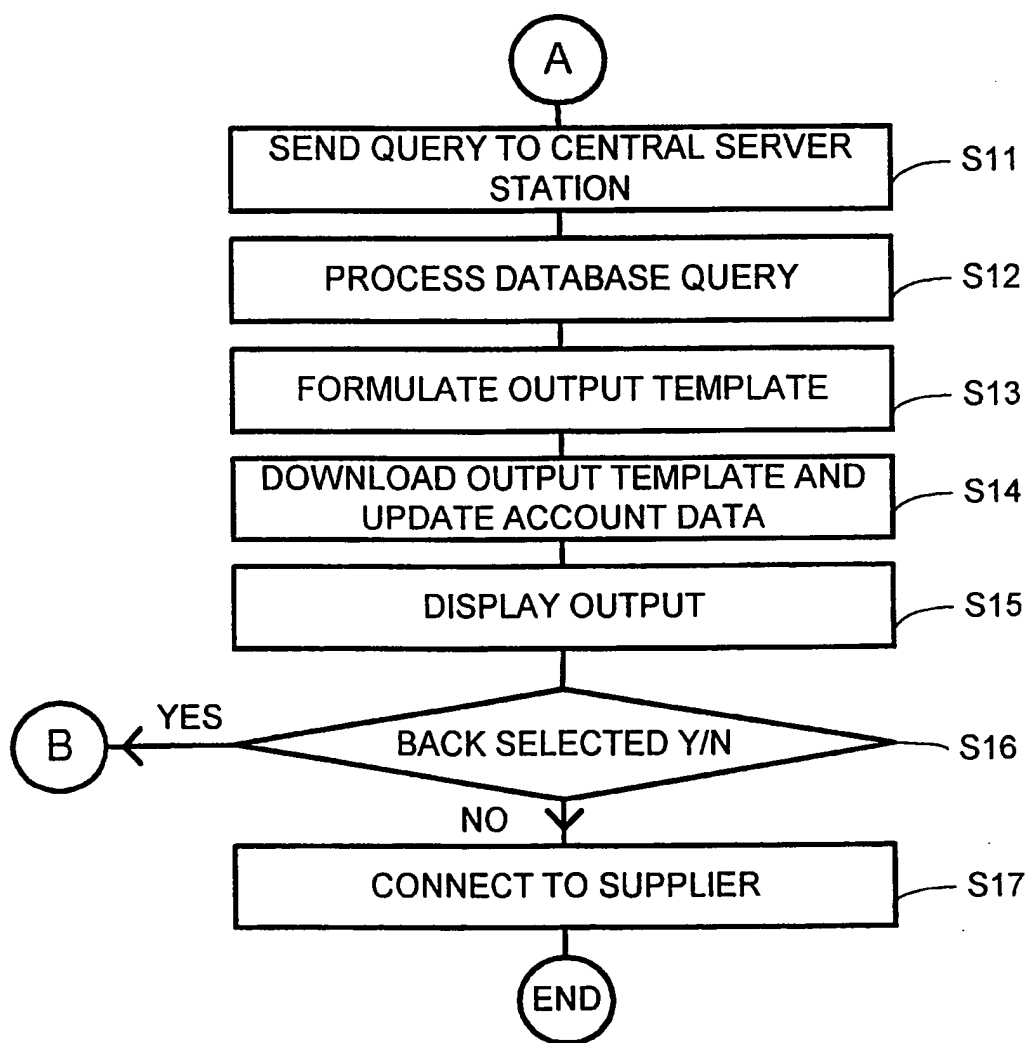 A
SEND QUERY TO CENTRAL SERVER
STATION
S11
PROCESS DATABASE QUERY
S12
FORMULATE OUTPUT TEMPLATE
S13
DOWNLOAD OUTPUT TEMPLATE AND
UPDATE ACCOUNT DATA
S14
DISPLAY OUTPUT
S15
B
YES
BACK SELECTED Y/N
S16
NO
CONNECT TO SUPPLIER
S17
END